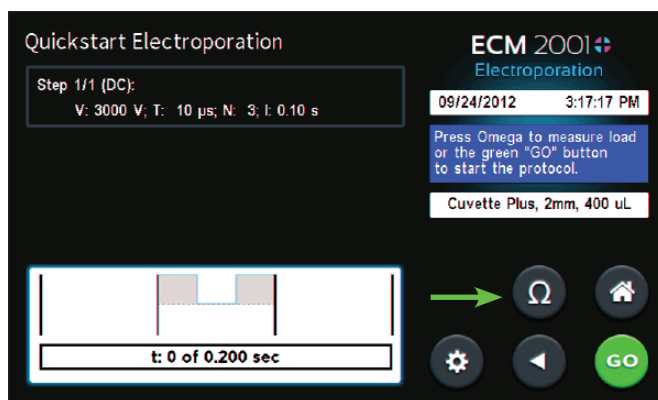 Quickstart Electroporation
Step 1/1 (DC):
V: 3000 V; T: 10 µs; N: 3; I: 0.10 s
t: 0 of 0.200 sec
ECM 2001
Electroporation
09/24/2012 3:17:17 PM
Press Omega to measure load
or the green "GO" button
to start the protocol.
Cuvette Plus, 2mm, 400 uL
Ω
GO